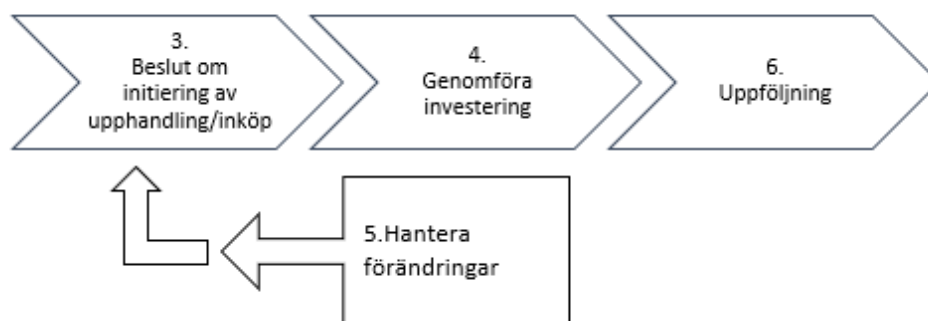 3.
Beslut om
initiering av
upphandling/inköp
4.
Genomföra
investering
6.
Uppföljning
5.Hantera
förändringar